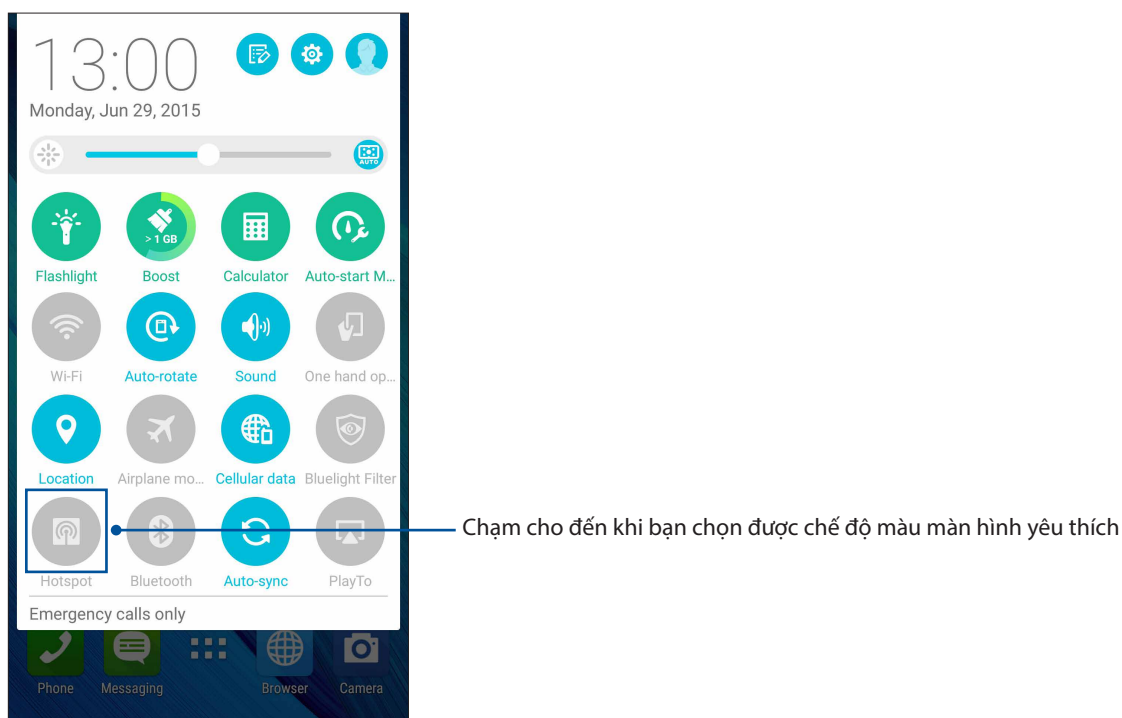 13:00
Monday, Jun 29, 2015
AUTO
> 1 GB
Flashlight Boost Calculator Auto-start M...
Wi-Fi Auto-rotate Sound One hand op...
Location Airplane mo... Cellular data Bluelight Filter
Chạm cho đến khi bạn chọn được chế độ màu màn hình yêu thích
Hotspot Bluetooth Auto-sync PlayTo
Emergency calls only
Phone Messaging Browser Camera